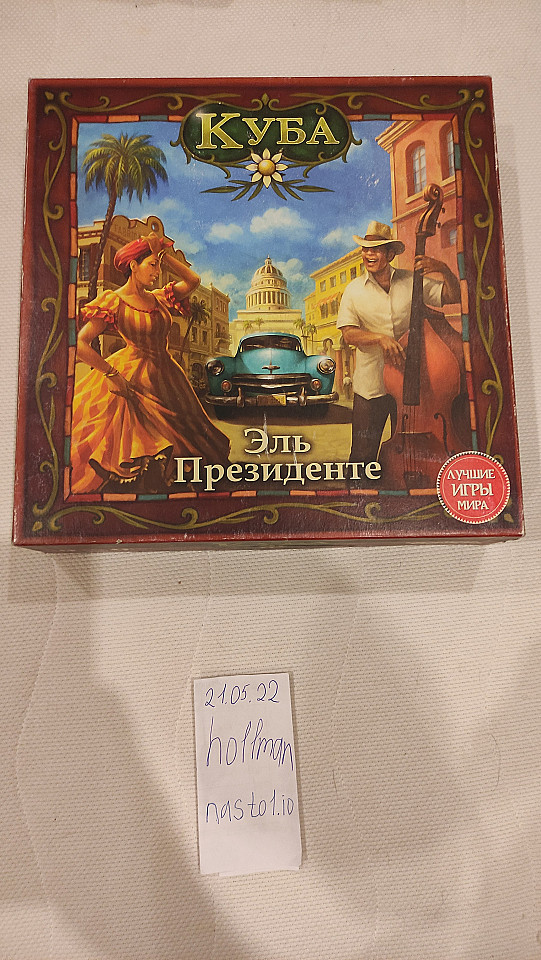 КУБА
Эль
Президенте
ЛУЧШИЕ
ИГРЫ
МИРА
21.05.22
hollman
nastol.io